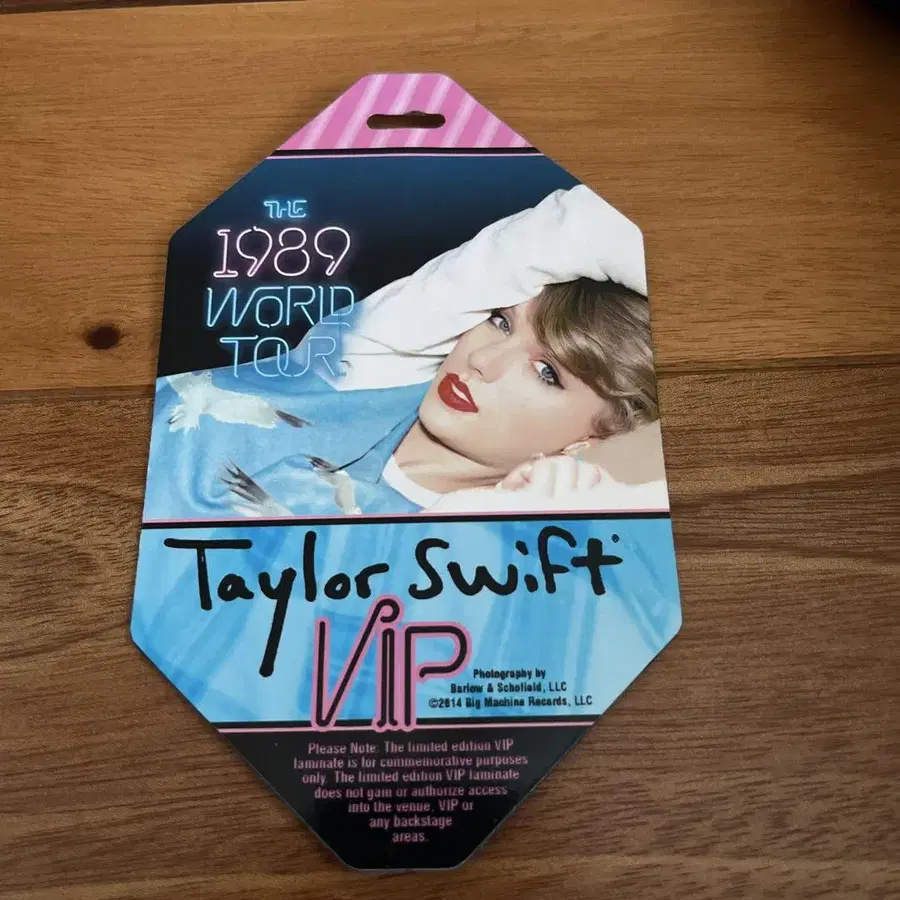 THE
1989
WORLD
TOUR
Taylor Swift
VIP
Photography by
Barlow & Schofield, LLC
©2014 Big Machine Records, LLC
Please Note: The limited edition VIP
laminate is for commemorative purposes
only. The limited edition VIP laminate
does not gain or authorize access
into the venue, VIP or
any backstage
areas.